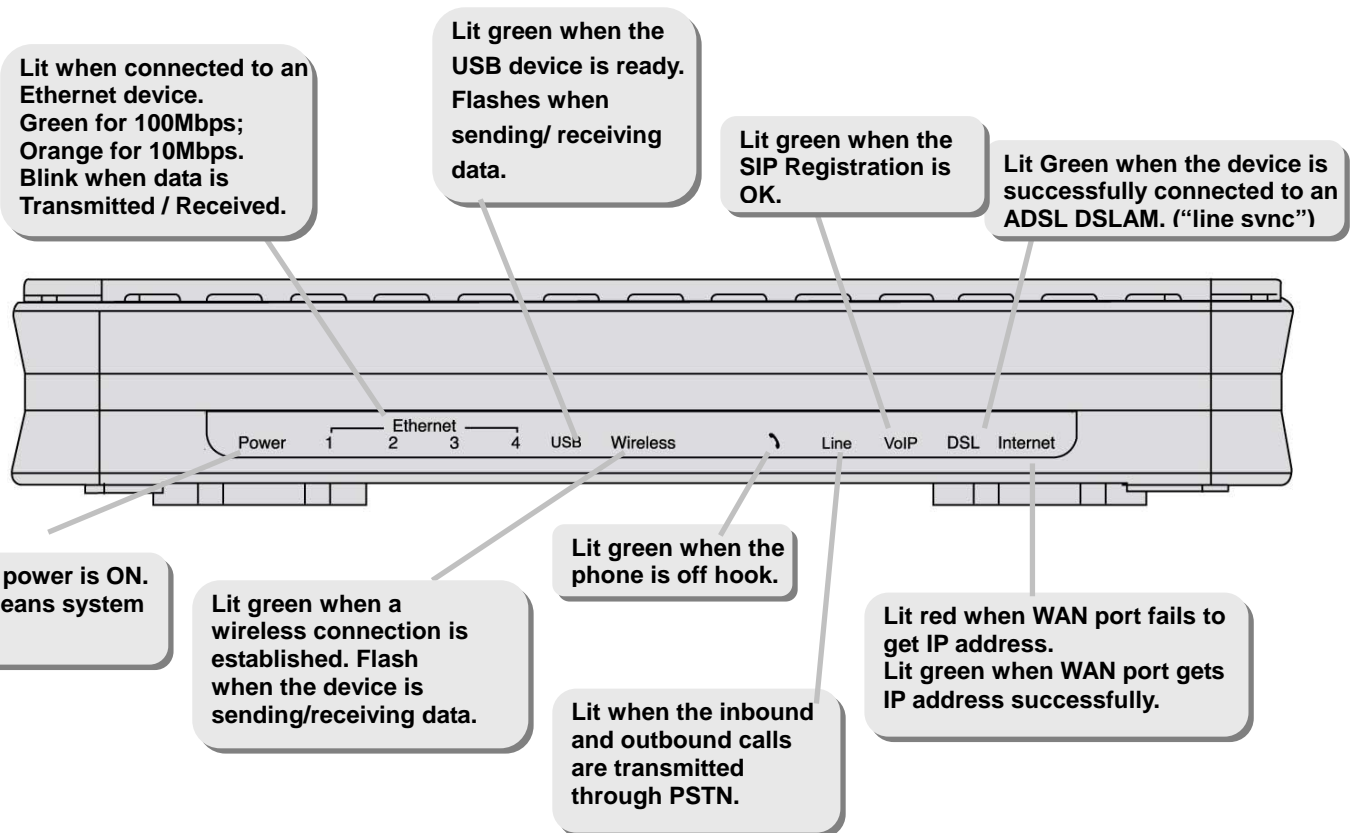 Lit when connected to an
Ethernet device.
Green for 100Mbps;
Orange for 10Mbps.
Blink when data is
Transmitted / Received.
Lit green when the
USB device is ready.
Flashes when
sending/ receiving
data.
Lit green when the
SIP Registration is
OK.
Lit Green when the device is
successfully connected to an
ADSL DSLAM. (“line sync”)
Ethernet
Power 1 2 3 4 USB Wireless Line VoIP DSL Internet
power is ON.
eans system
Lit green when a
wireless connection is
established. Flash
when the device is
sending/receiving data.
Lit green when the
phone is off hook.
Lit when the inbound
and outbound calls
are transmitted
through PSTN.
Lit red when WAN port fails to
get IP address.
Lit green when WAN port gets
IP address successfully.